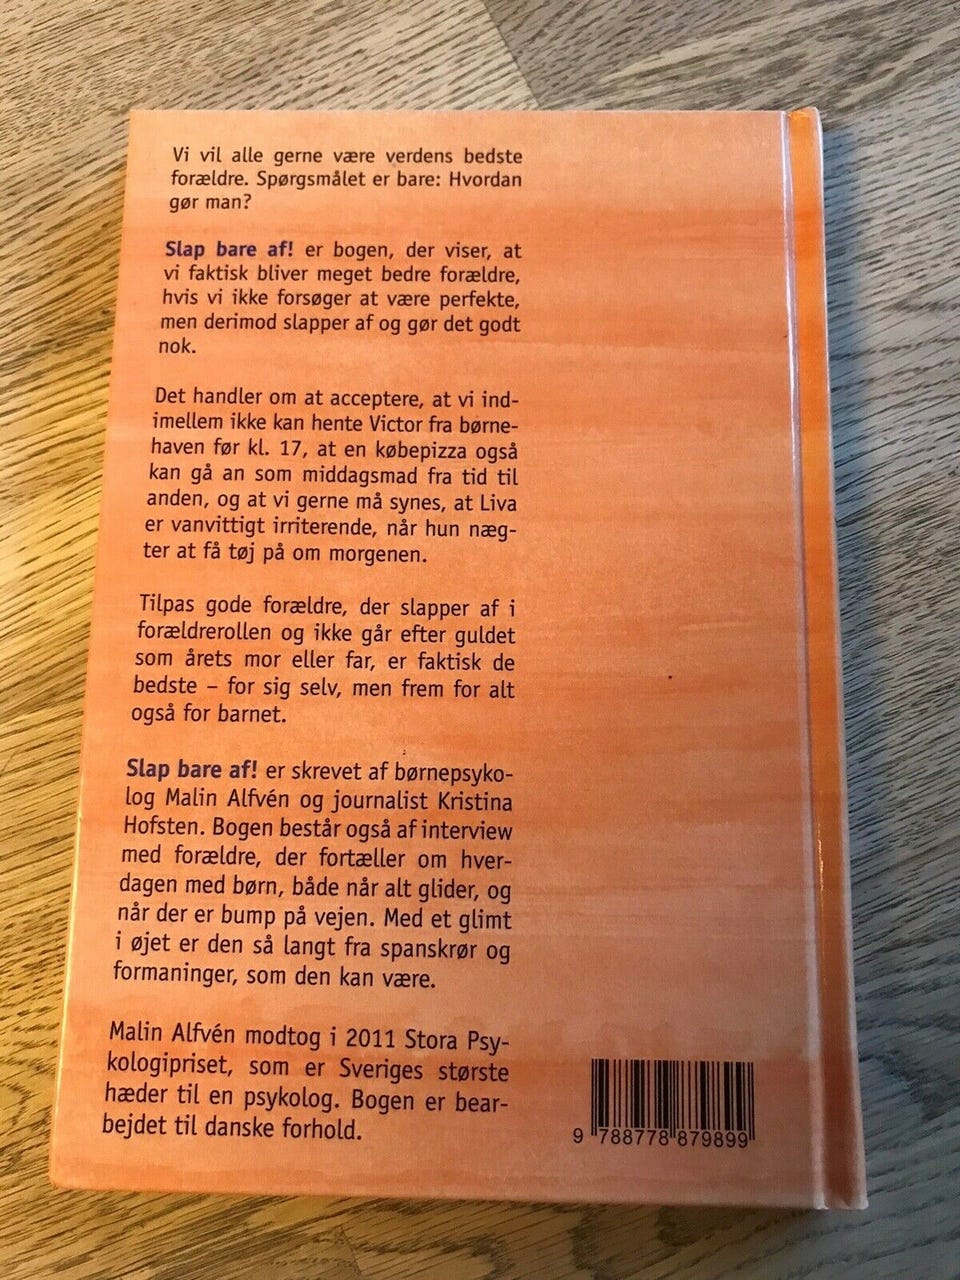 Vi vil alle gerne være verdens bedste
forældre. Spørgsmålet er bare: Hvordan
gør man?
Slap bare af! er bogen, der viser, at
vi faktisk bliver meget bedre forældre,
hvis vi ikke forsøger at være perfekte,
men derimod slapper af og gør det godt
nok.
Det handler om at acceptere, at vi ind-
imellem ikke kan hente Victor fra børne-
haven før kl. 17, at en købepizza også
kan gå an som middagsmad fra tid til
anden, og at vi gerne må synes, at Liva
er vanvittigt irriterende, når hun næg-
ter at få tøj på om morgenen.
Tilpas gode forældre, der slapper af i
forældrerollen og ikke går efter guldet
som årets mor eller far, er faktisk de
bedste – for sig selv, men frem for alt
også for barnet.
Slap bare af! er skrevet af børnepsyko-
log Malin Alfvén og journalist Kristina
Hofsten. Bogen består også af interview
med forældre, der fortæller om hver-
dagen med børn, både når alt glider, og
når der er bump på vejen. Med et glimt
i øjet er den så langt fra spanskrør og
formaninger, som den kan være.
Malin Alfvén modtog i 2011 Stora Psy-
kologipriset, som er Sveriges største
hæder til en psykolog. Bogen er bear-
bejdet til danske forhold.
9 788778 879899